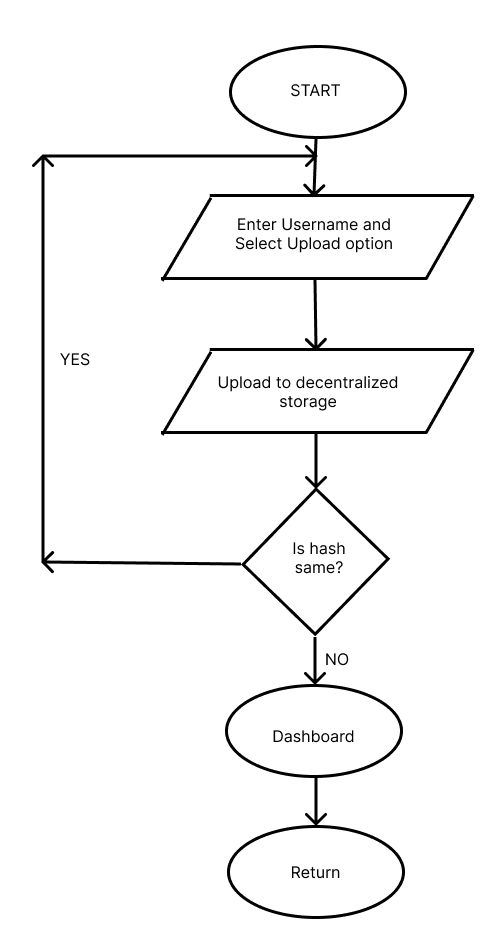 START
Enter Username and
Select Upload option
YES
Upload to decentralized
storage
Is hash
same?
NO
Dashboard
Return